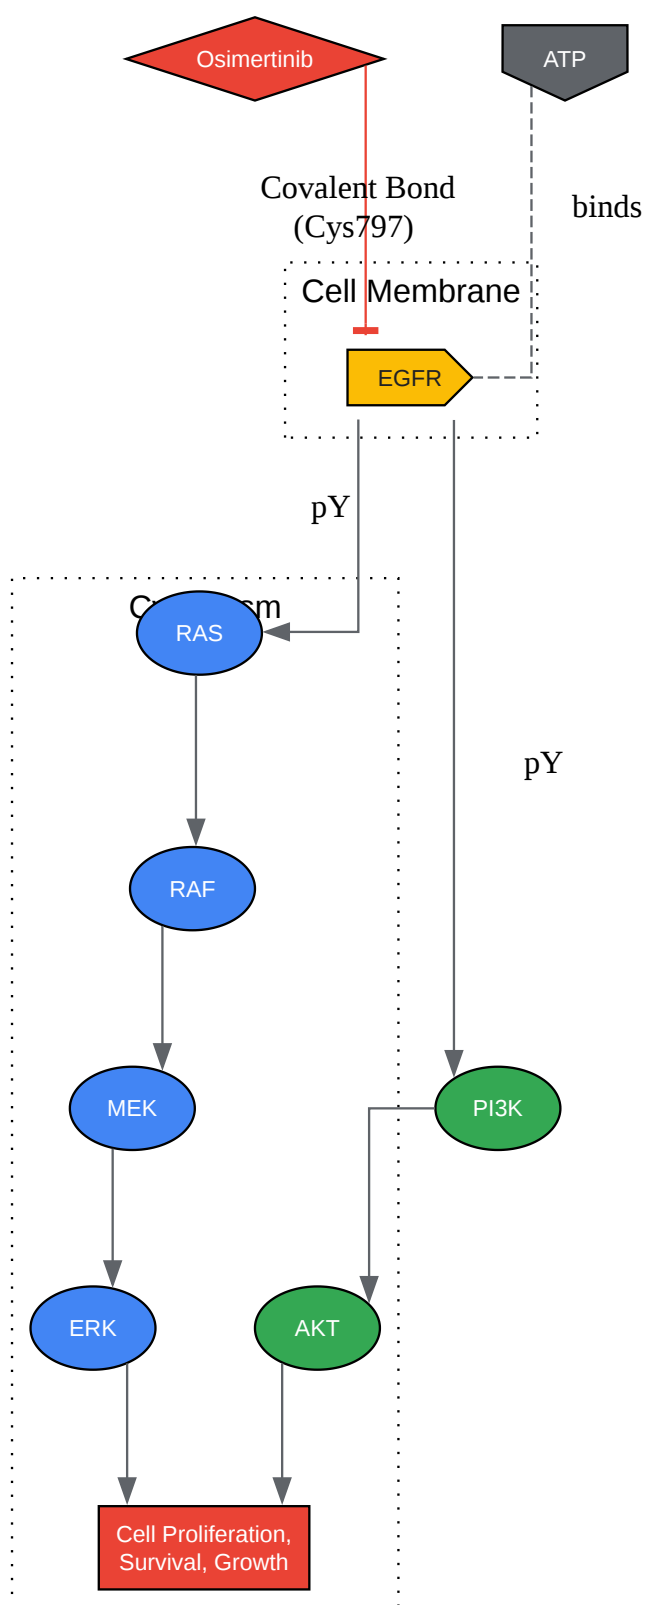 Osimertinib
ATP
Covalent Bond
(Cys797)
binds
Cell Membrane
EGFR
pY
RAS
pY
RAF
MEK
PI3K
ERK
AKT
Cell Proliferation,
Survival, Growth